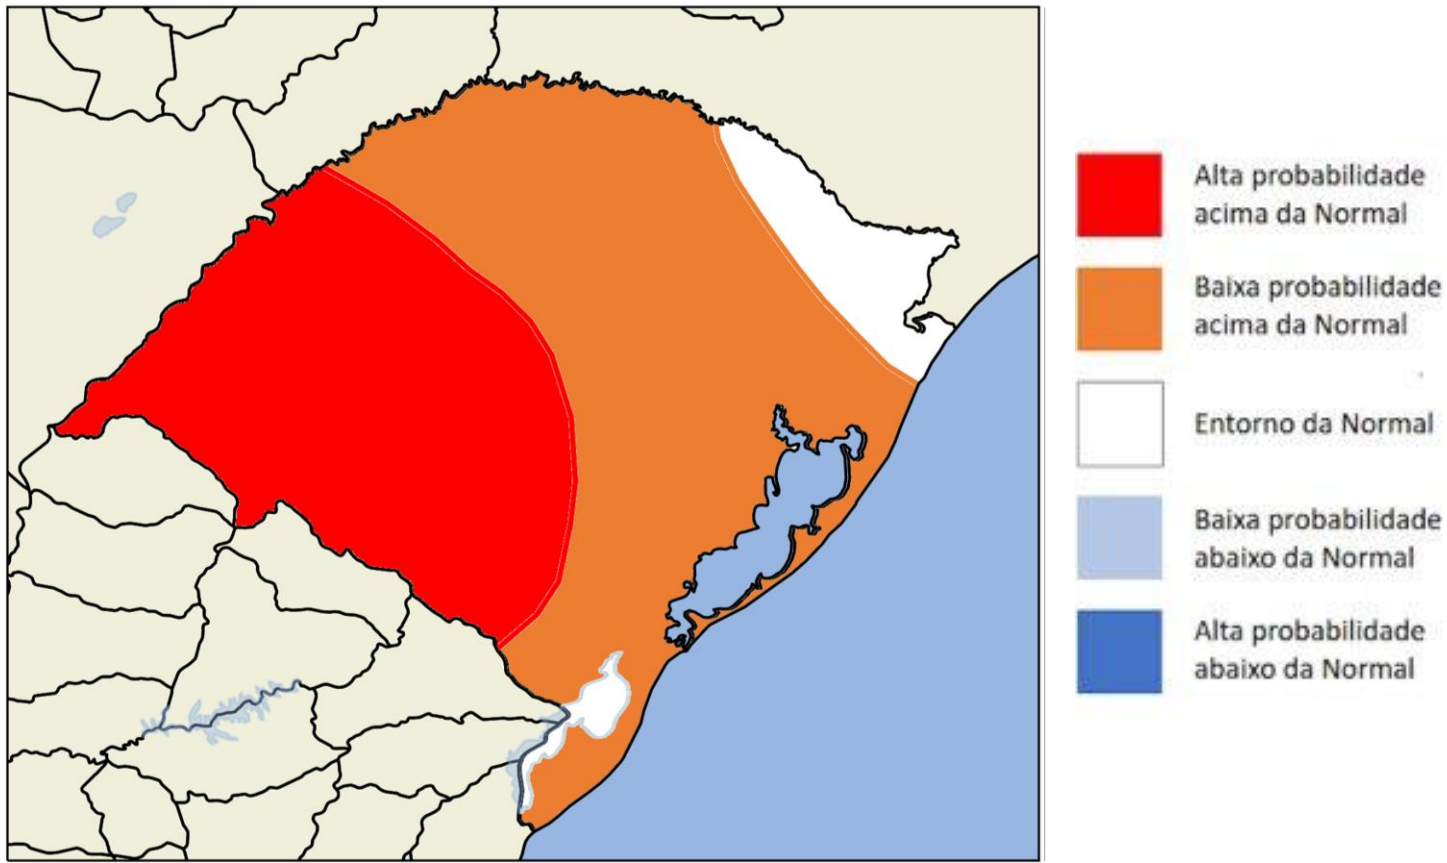 Alta probabilidade
acima da Normal
Baixa probabilidade
acima da Normal
Entorno da Normal
Baixa probabilidade
abaixo da Normal
Alta probabilidade
abaixo da Normal